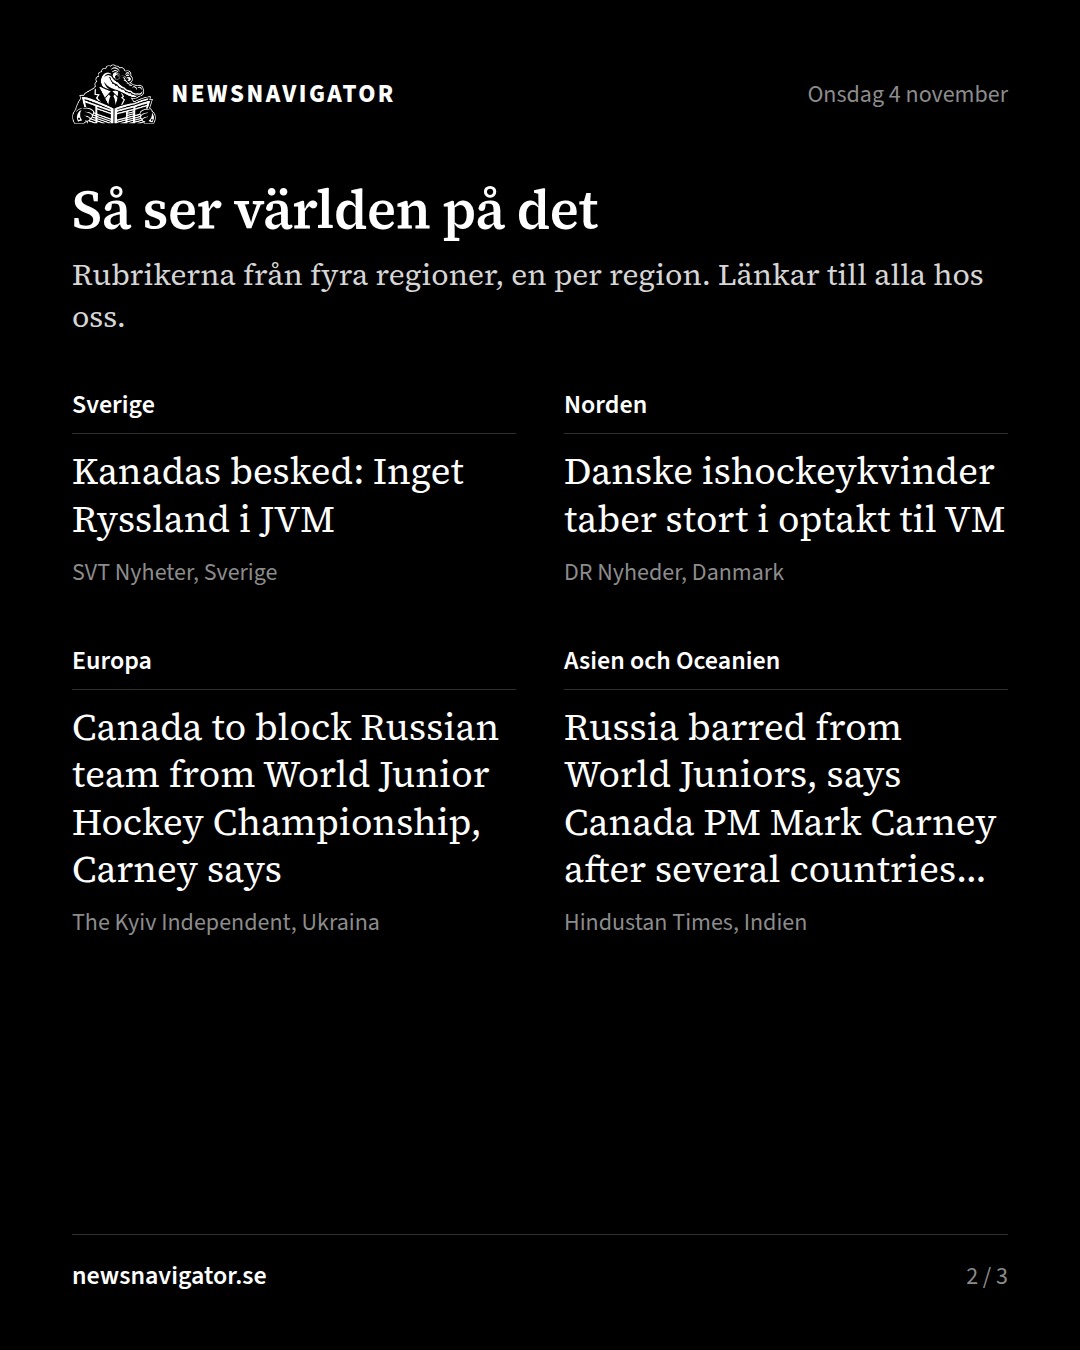 NEWSNAVIGATOR
Onsdag 4 november
Så ser världen på det
Rubrikerna från fyra regioner, en per region. Länkar till alla hos
oss.
Sverige
Kanadas besked: Inget
Ryssland i JVM
SVT Nyheter, Sverige
Norden
Danske ishockeykvinder
taber stort i optakt til VM
DR Nyheder, Danmark
Europa
Canada to block Russian
team from World Junior
Hockey Championship,
Carney says
The Kyiv Independent, Ukraina
Asien och Oceanien
Russia barred from
World Juniors, says
Canada PM Mark Carney
after several countries...
Hindustan Times, Indien
newsnavigator.se
2 / 3